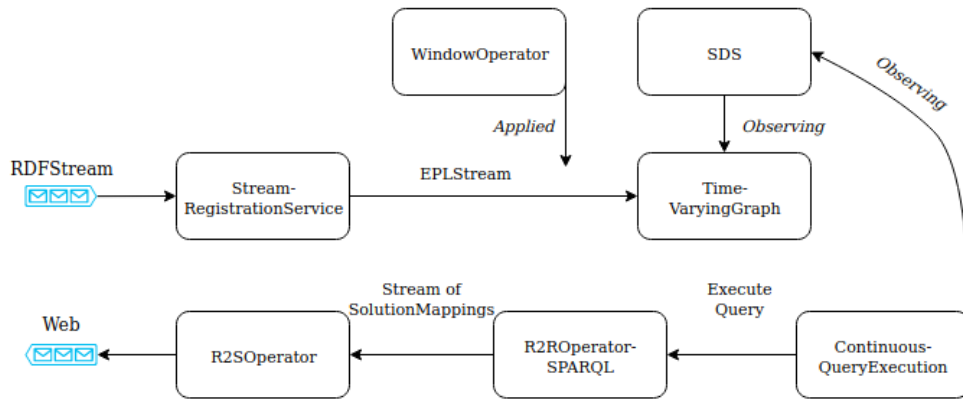 WindowOperator
SDS
Observing
Applied
Observing
RDFStream
Stream-
RegistrationService
EPLStream
Time-
VaryingGraph
Stream of
SolutionMappings
Execute
Query
Web
R2SOperator
R2ROperator-
SPARQL
Continuous-
QueryExecution